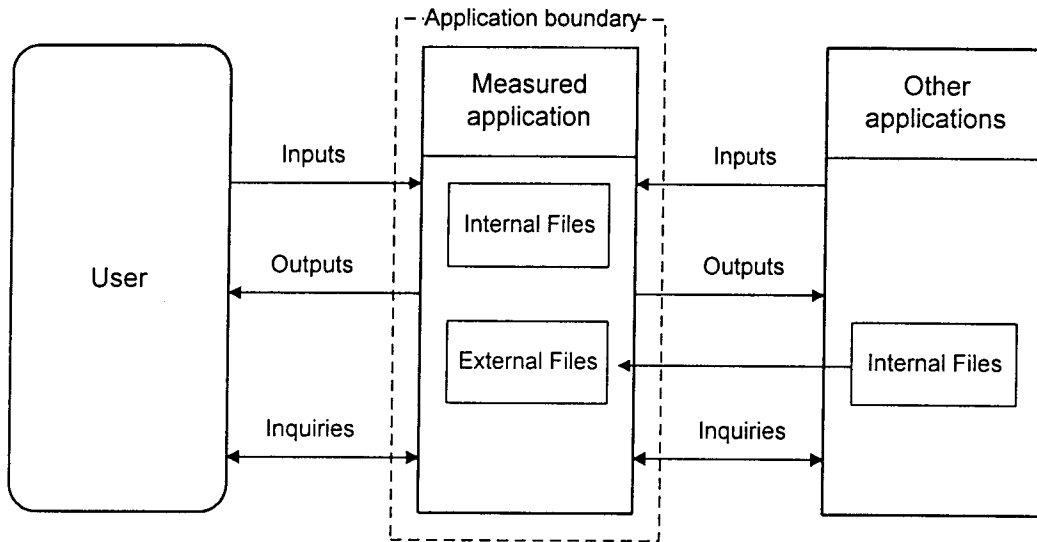 Application boundary
Measured
application
Other
applications
Inputs
Inputs
Internal Files
User
Outputs
Outputs
External Files
Internal Files
Inquiries
Inquiries